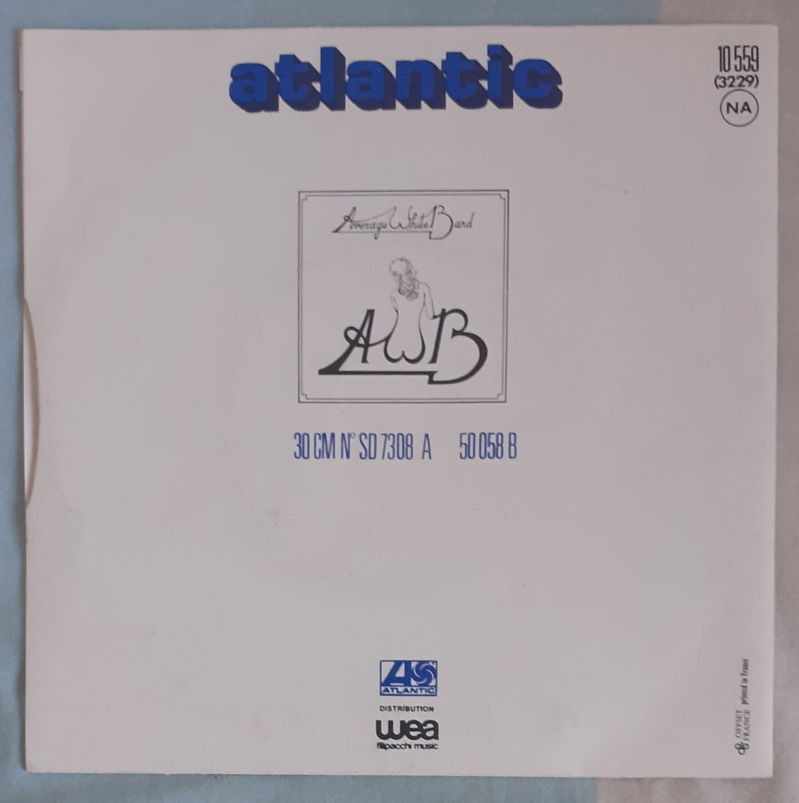 atlantic
10 559
(3229)
NA
Average White Band
AWB
30 CM N° SD 7308 A 50 058 B
ATLANTIC
DISTRIBUTION
wea
filipacchi music
OFFSET
FRANCE
printed in france